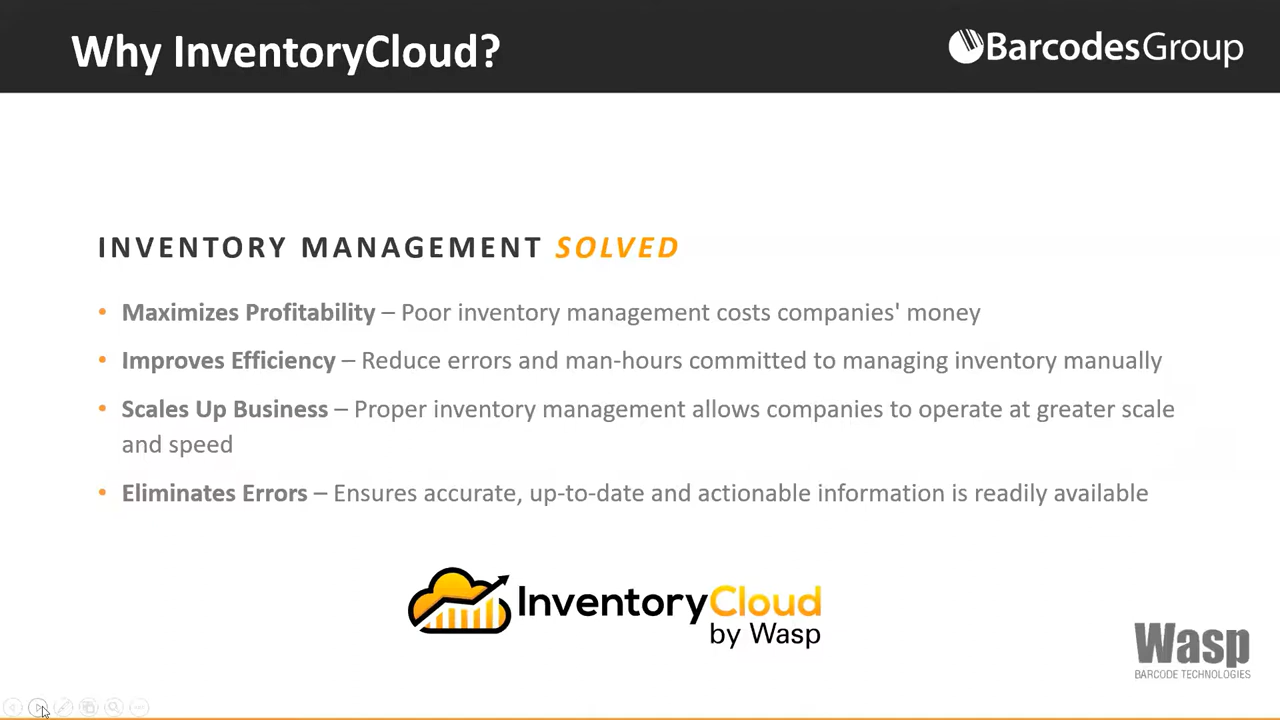 Why InventoryCloud?
BarcodesGroup
INVENTORY MANAGEMENT SOLVED
• Maximizes Profitability – Poor inventory management costs companies' money
• Improves Efficiency – Reduce errors and man-hours committed to managing inventory manually
• Scales Up Business – Proper inventory management allows companies to operate at greater scale
and speed
• Eliminates Errors – Ensures accurate, up-to-date and actionable information is readily available
InventoryCloud
by Wasp
Wasp
BARCODE TECHNOLOGIES